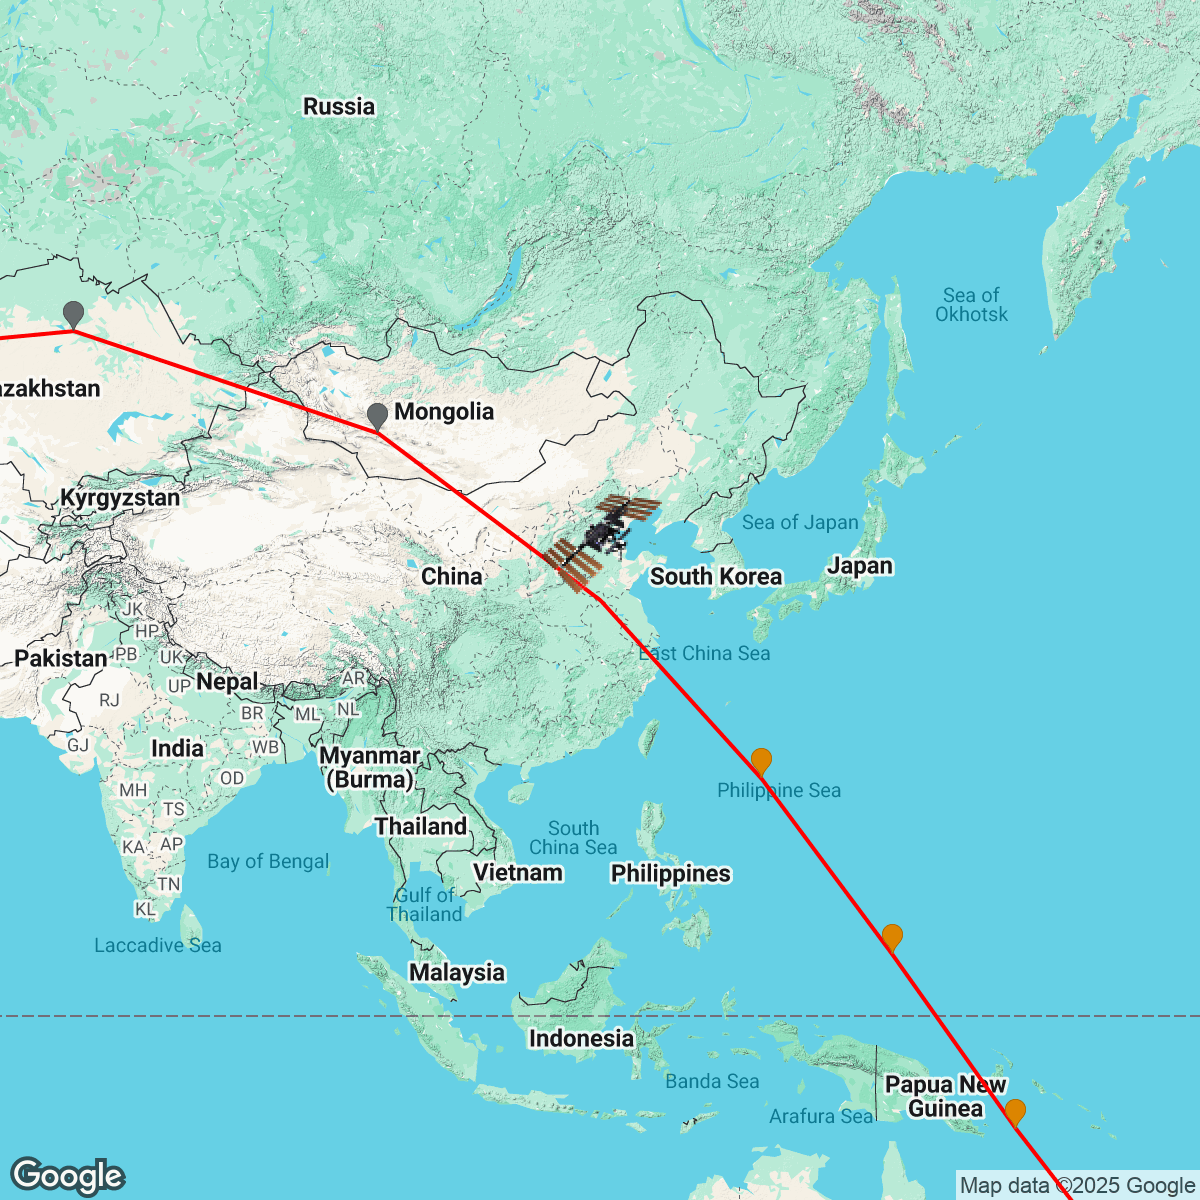 Russia
Sea of
Okhotsk
azakhstan
Mongolia
Kyrgyzstan
Sea of Japan
China
South Korea
Japan
JK
HP
PB
UK
Pakistan
East China Sea
Nepal
AR
UP
RJ
BR
ML
NL
GJ
India
WB
Myanmar
(Burma)
OD
MH
TS
Philippine Sea
Thailand
South
China Sea
KA
AP
Bay of Bengal
Vietnam
Philippines
TN
KL
Gulf of
Thailand
Laccadive Sea
Malaysia
Indonesia
Banda Sea
Papua New
Guinea
Arafura Sea
Google
Map data ©2025 Google